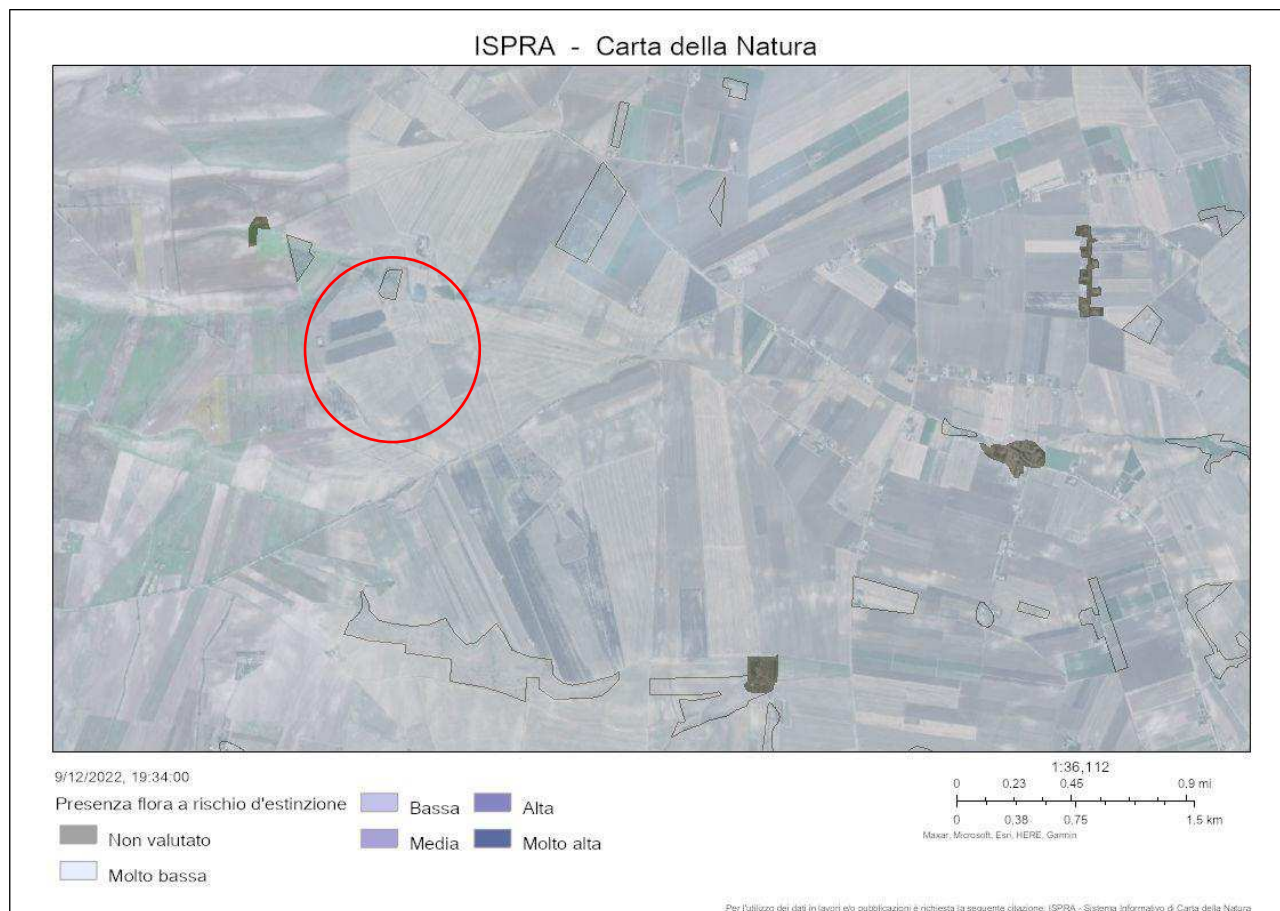 ISPRA - Carta della Natura
9/12/2022, 19:34:00
Presenza flora a rischio d'estinzione
Non valutato
Molto bassa
Bassa
Media
Alta
Molto alta
1:36,112
0 0.23 0.45 0.9 mi
0 0.38 0.75 1.5 km
Maxar, Microsoft, Esri, HERE, Garmin
Per l'utilizzo dei dati in lavori e/o pubblicazioni è richiesta la seguente citazione: ISPRA - Sistema Informativo di Carta della Natura